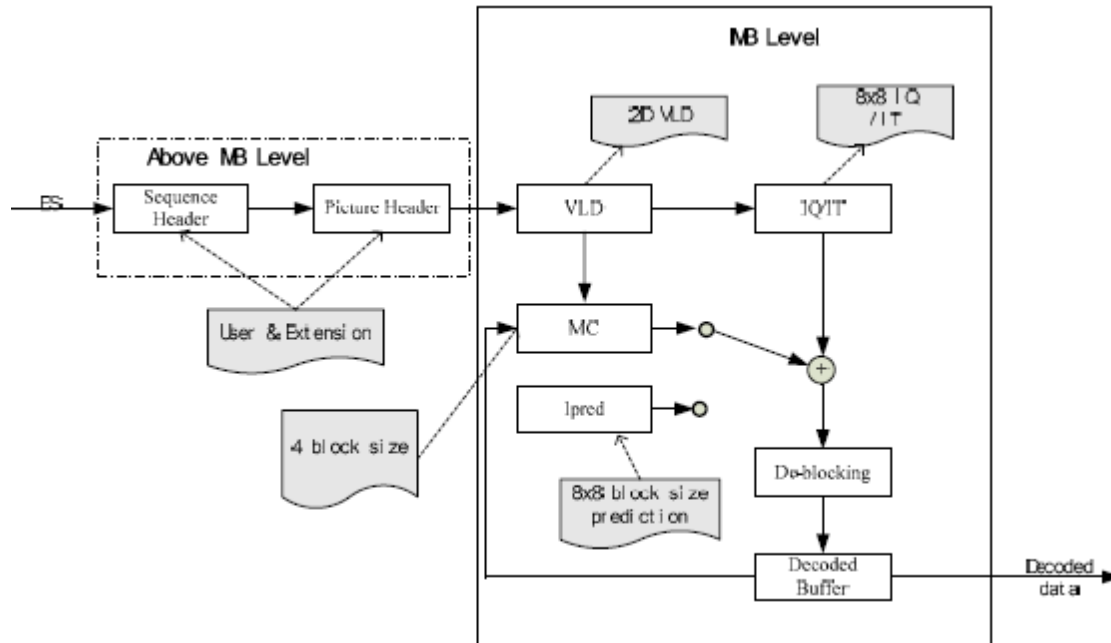 MB Level
2D VLD
8x8 IQ
/IT
Above MB Level
ES
Sequence
Header
Picture Header
VLD
IQ/IT
User & Extension
MC
+
4 block size
Ipred
De-blocking
8x8 block size
prediction
Decoded
Buffer
Decoded
data